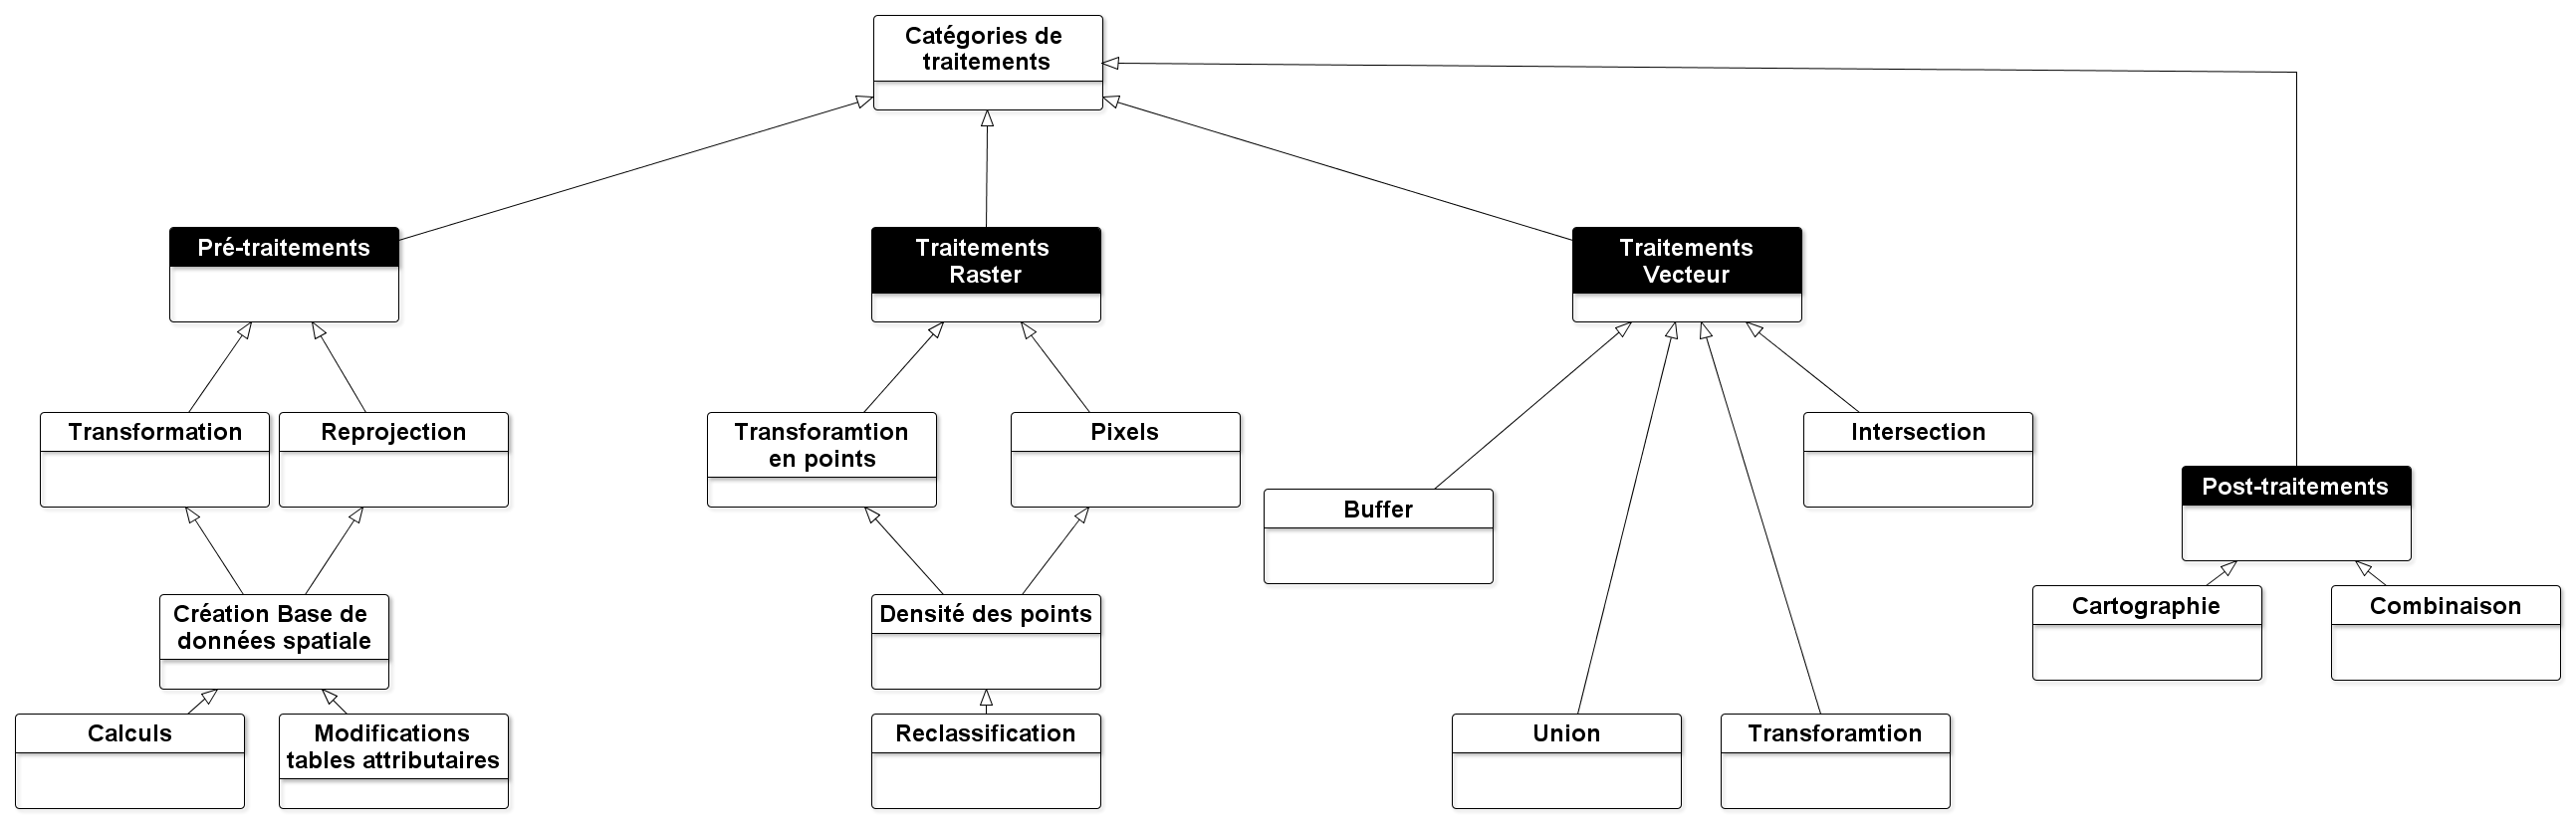 Catégories de
traitements
Pré-traitements
Traitements
Raster
Traitements
Vecteur
Transformation
Reprojection
Transforamtion
en points
Pixels
Intersection
Post-traitements
Buffer
Création Base de
données spatiale
Densité des points
Cartographie
Combinaison
Calculs
Modifications
tables attributaires
Reclassification
Union
Transforamtion